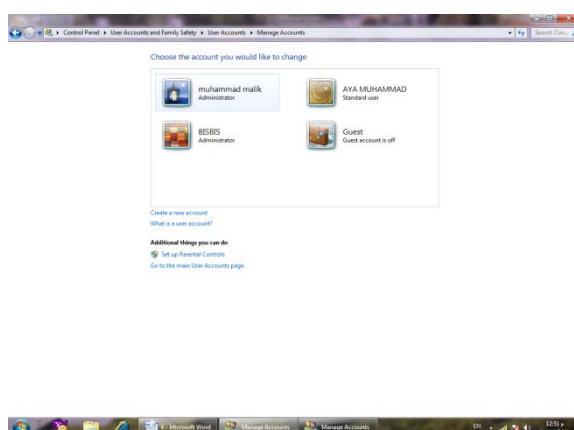 Control Panel ▸ User Accounts and Family Safety ▸ User Accounts ▸ Manage Accounts
Search Con...
Choose the account you would like to change
muhammad malik
Administrator
AYA MUHAMMAD
Standard user
BISBIS
Administrator
Guest
Guest account is off
Create a new account
What is a user account?
Additional things you can do
Set up Parental Controls
Go to the main User Accounts page
Microsoft Word
Manage Accounts
Manage Accounts
EN
12:51 م